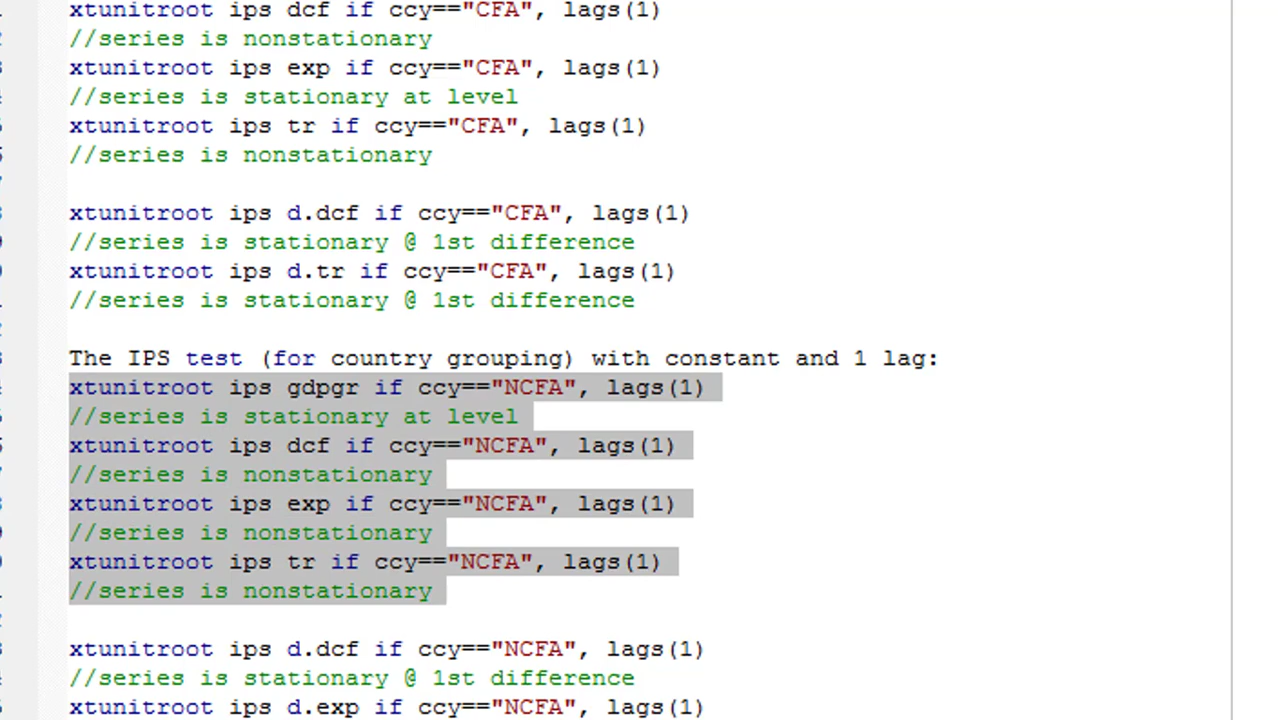 xtunitroot ips dcf if ccy=="CFA", lags(1)
//series is nonstationary
xtunitroot ips exp if ccy=="CFA", lags(1)
//series is stationary at level
xtunitroot ips tr if ccy=="CFA", lags(1)
//series is nonstationary
xtunitroot ips d.dcf if ccy=="CFA", lags(1)
//series is stationary @ 1st difference
xtunitroot ips d.tr if ccy=="CFA", lags(1)
//series is stationary @ 1st difference
The IPS test (for country grouping) with constant and 1 lag:
xtunitroot ips gdpgr if ccy=="NCFA", lags(1)
//series is stationary at level
xtunitroot ips dcf if ccy=="NCFA", lags(1)
//series is nonstationary
xtunitroot ips exp if ccy=="NCFA", lags(1)
//series is nonstationary
xtunitroot ips tr if ccy=="NCFA", lags(1)
//series is nonstationary
xtunitroot ips d.dcf if ccy=="NCFA", lags(1)
//series is stationary @ 1st difference
xtunitroot ips d.exp if ccy=="NCFA", lags(1)